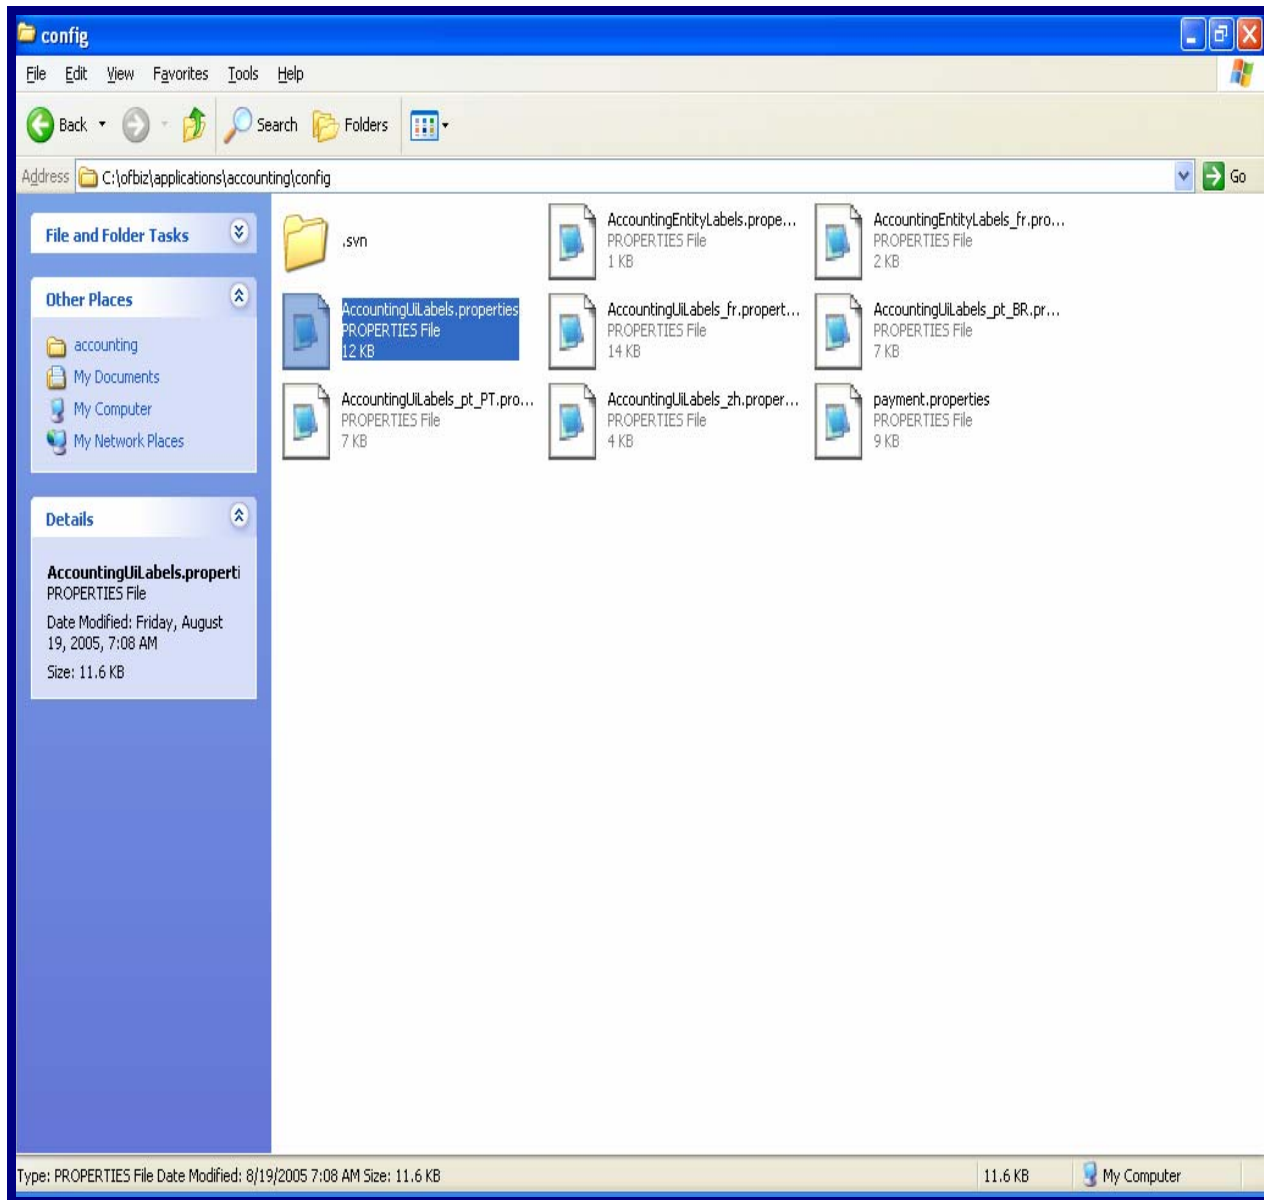 config
File Edit View Favorites Tools Help
Back Search Folders
Address C:\ofbiz\applications\accounting\config Go
File and Folder Tasks
Other Places
accounting
My Documents
My Computer
My Network Places
Details
AccountingUiLabels.properti
PROPERTIES File
Date Modified: Friday, August
19, 2005, 7:08 AM
Size: 11.6 KB
.svn
AccountingEntityLabels.prope...
PROPERTIES File
1 KB
AccountingEntityLabels_fr.pro...
PROPERTIES File
2 KB
AccountingUiLabels.properties
PROPERTIES File
12 KB
AccountingUiLabels_fr.propert...
PROPERTIES File
14 KB
AccountingUiLabels_pt_BR.pr...
PROPERTIES File
7 KB
AccountingUiLabels_pt_PT.pro...
PROPERTIES File
7 KB
AccountingUiLabels_zh.proper...
PROPERTIES File
4 KB
payment.properties
PROPERTIES File
9 KB
Type: PROPERTIES File Date Modified: 8/19/2005 7:08 AM Size: 11.6 KB 11.6 KB My Computer